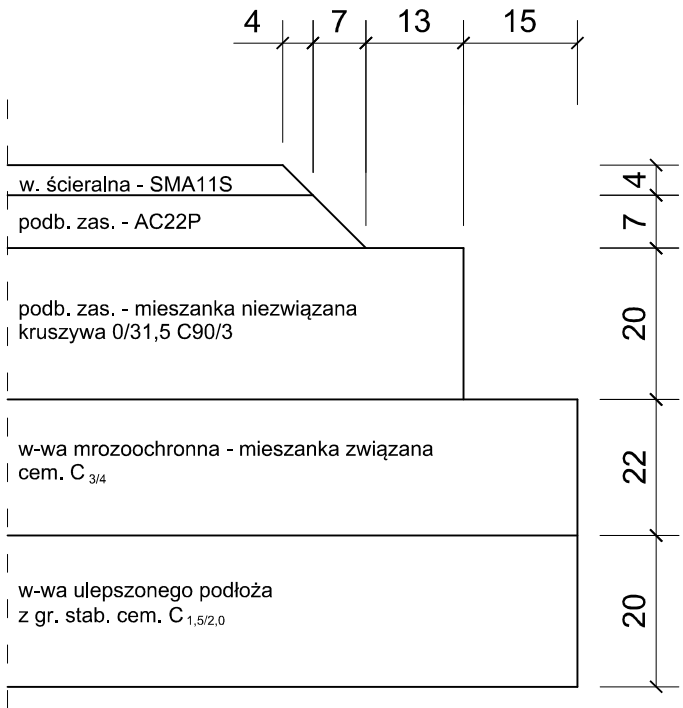 4 7 13 15
w. ścieralna - SMA11S
4
podb. zas. - AC22P
7
podb. zas. - mieszanka niezwiązana
kruszywa 0/31,5 C90/3
20
w-wa mrozoochronna - mieszanka związana
cem. C 3/4
22
w-wa ulepszonego podłoża
z gr. stab. cem. C 1,5/2,0
20